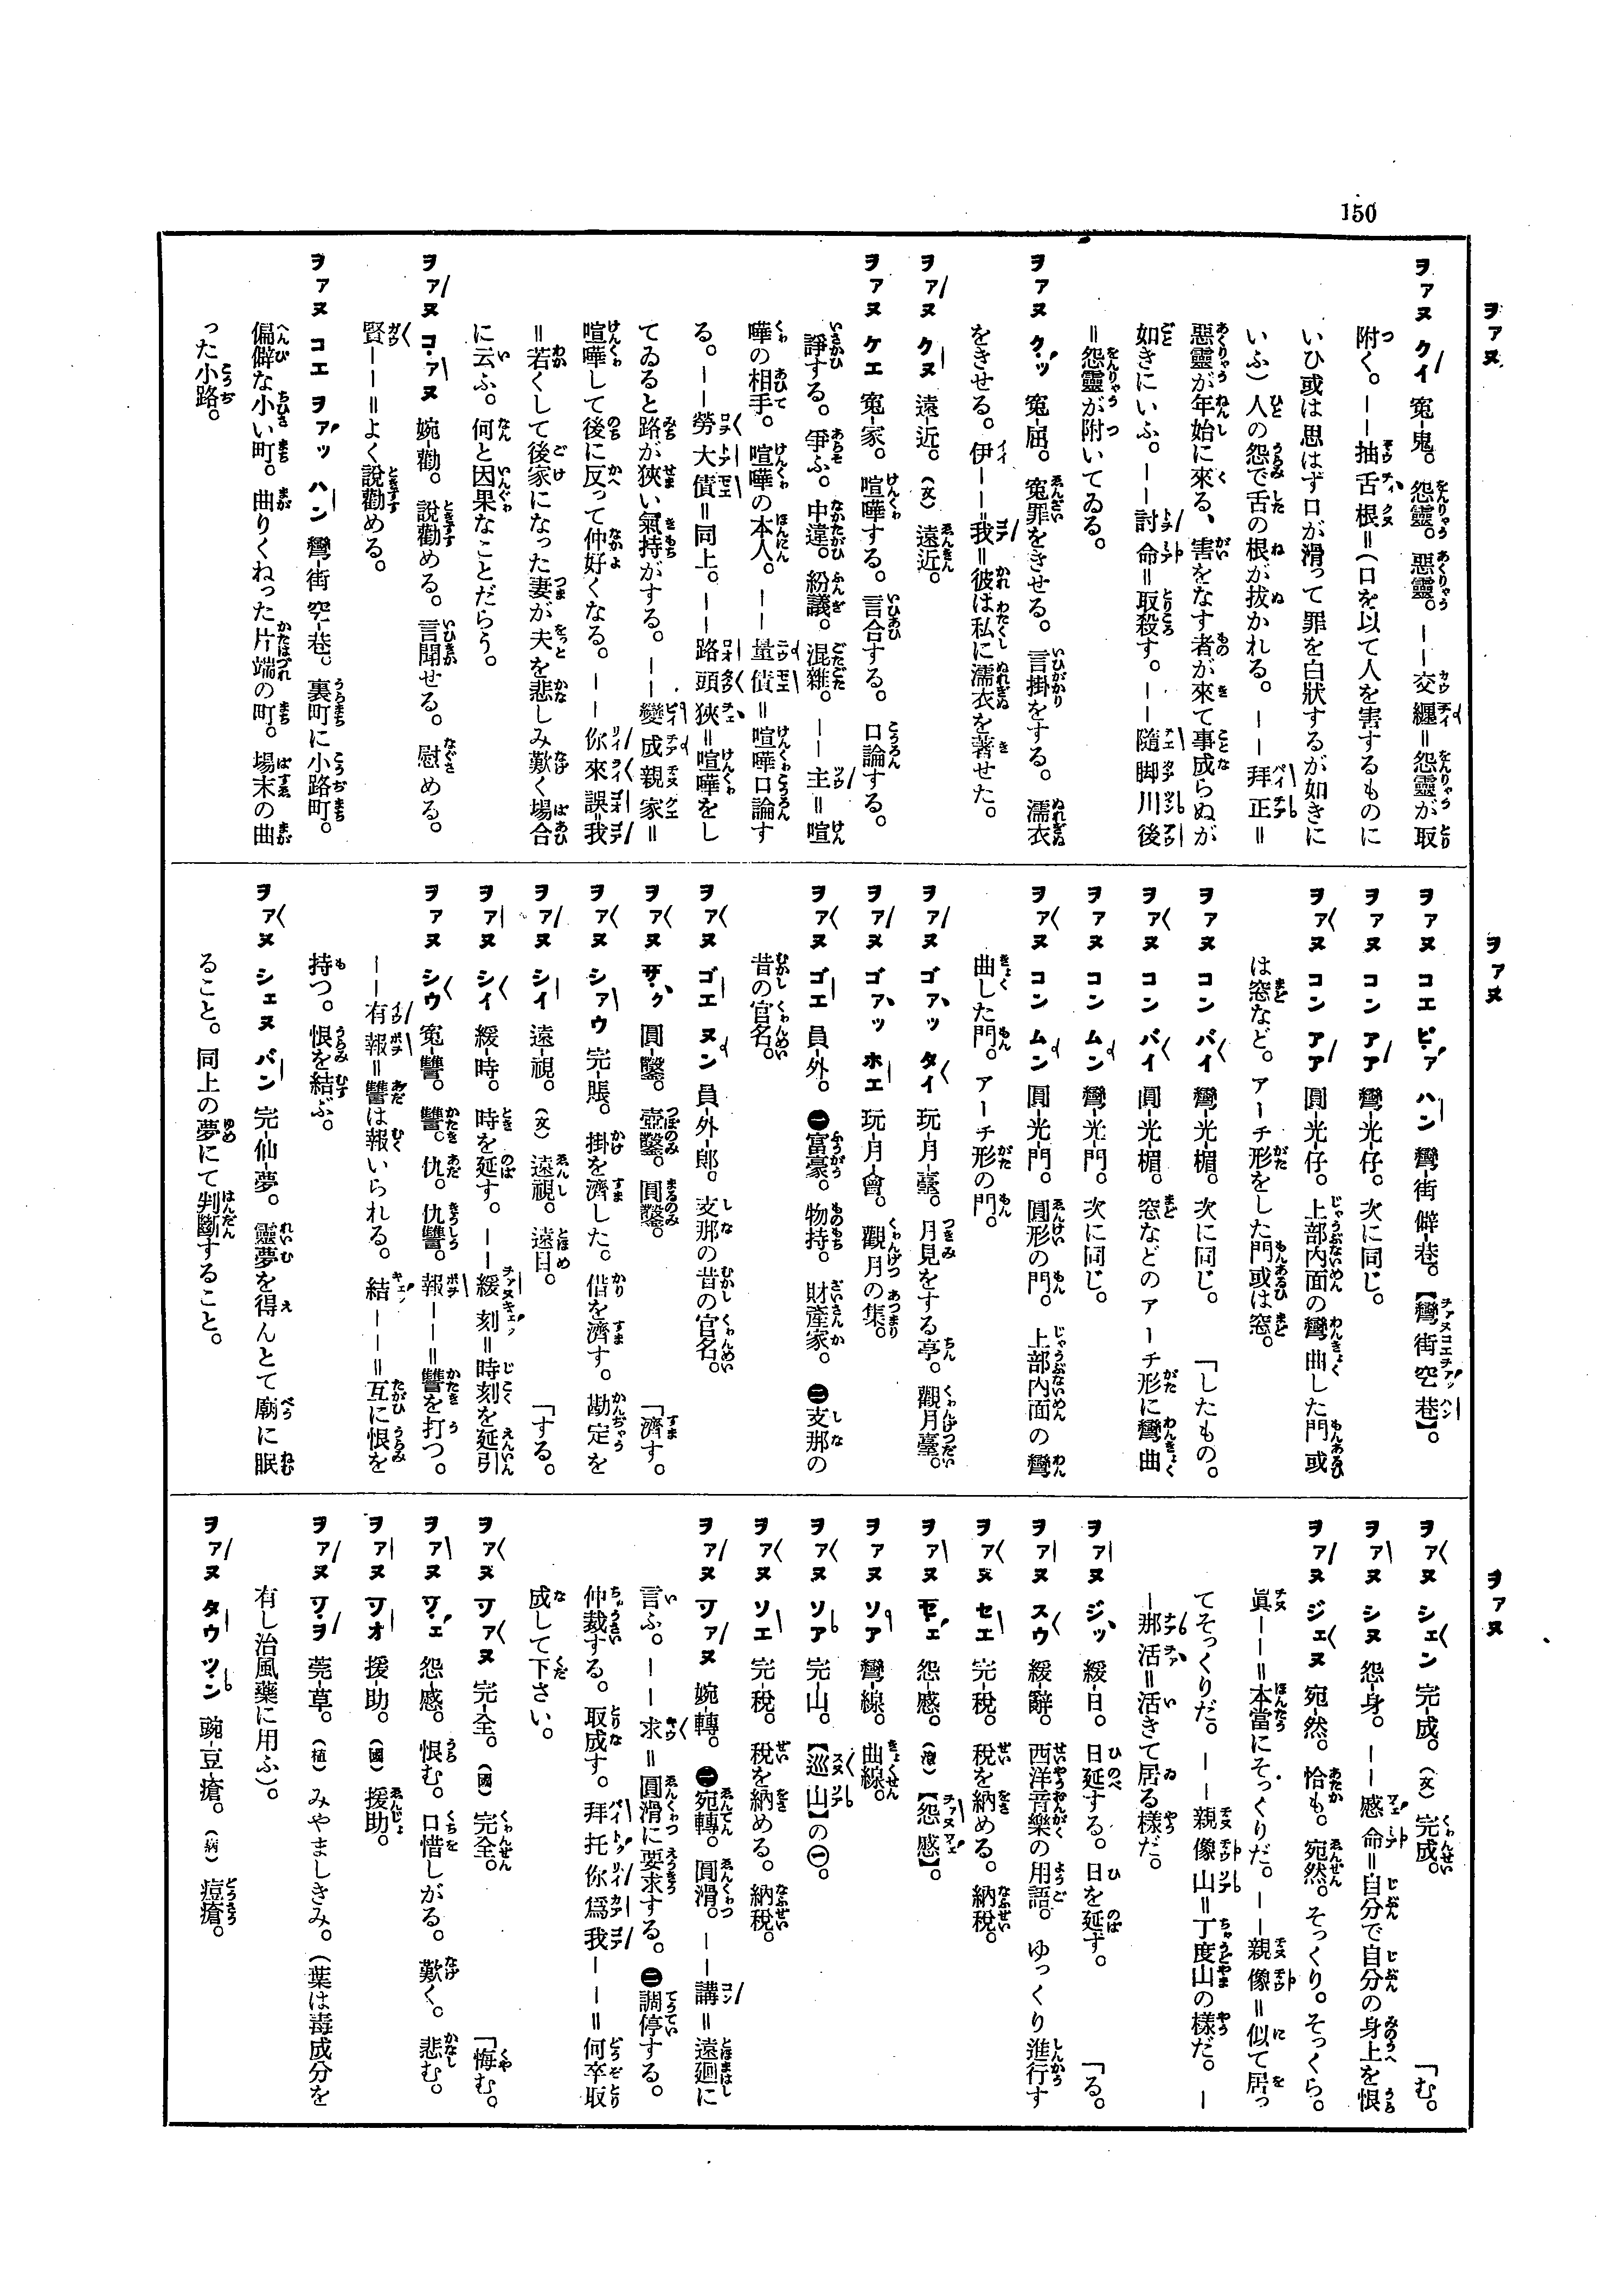 150
ヲァヌ
ヲァヌ
ヲァヌ
ヲァヌ クイ 寃-鬼。怨靈。惡靈。――交纒＝怨靈が取
附く。――抽舌根＝（口を以て人を害するものに
いひ或は思はず口が滑って罪を白狀するが如きに
いふ）人の怨で舌の根が拔かれる。――拜正＝
惡靈が年始に來る、害をなす者が來て事成らぬが
如きにいふ。――討命＝取殺す。――隨脚川後
＝怨靈が附いてゐる。
ヲァヌ クッ 寃-屈。寃罪をきせる。言掛をする。濡衣
をきせる。伊――我＝彼は私に濡衣を著せた。
ヲァヌ クヌ 遠-近。（文）遠近。
ヲァヌ ケエ 寃-家。喧嘩する。言合する。口論する。
諍する。爭ふ。中違。紛議。混雜。――主＝喧
嘩の相手。喧嘩の本人。――量債＝喧嘩口論す
る。――勞大債＝同上。――路頭狹＝喧嘩をし
てゐると路が狹い氣持がする。――變成親家＝
喧嘩して後に反って仲好くなる。――你來誤我
＝若くして後家になった妻が夫を悲しみ歎く場合
に云ふ。何と因果なことだらう。
ヲァヌ コァヌ 婉-勸。說勸める。言聞せる。慰める。
賢――＝よく說勸める。
ヲァヌ コエ ヲァッ ハン 彎-街 空-巷。裏町に小路町。
偏僻な小い町。曲りくねった片端の町。場末の曲
った小路。
ヲァヌ コエ ピァ ハン 彎-街 僻-巷。【彎街空巷】。
ヲァヌ コン アア 彎-光仔。次に同じ。
ヲァヌ コン アア 圓-光仔。上部内面の彎曲した門或
は窓など。アーチ形をした門或は窓。
ヲァヌ コン バイ 彎-光楣。次に同じ。「したもの。
ヲァヌ コン バイ 圓-光楣。窓などのアーチ形に彎曲
ヲァヌ コン ムン 彎-光門。次に同じ。
ヲァヌ コン ムン 圓-光門。圓形の門。上部内面の彎
曲した門。アーチ形の門。
ヲァヌ ゴァッ タイ 玩-月-臺。月見をする亭。觀月臺。
ヲァヌ ゴァッ ホエ 玩-月-會。觀月の集。
ヲァヌ ゴエ 員-外。㊀富豪。物持。財產家。㊁支那の
昔の官名。
ヲァヌ ゴエ ヌン 員-外-郎。支那の昔の官名。
ヲァヌ サク 圓-鑿。壺鑿。圓鑿。「濟す。
ヲァヌ シァウ 完-賬。掛を濟した。借を濟す。勘定を
ヲァヌ シイ 遠-視。（文）遠視。遠目。「する。
ヲァヌ シイ 緩-時。時を延す。――緩刻＝時刻を延引
ヲァヌ シウ 寃-讐。讐。仇。仇讐。報――＝讐を打つ。
――有報＝讐は報いられる。結――＝互に恨を
持つ。恨を結ぶ。
ヲァヌ シェヌ バン 完-仙-夢。靈夢を得んとて廟に眠
ること。同上の夢にて判斷すること。
ヲァヌ シェン 完-成。（文）完成。「む。
ヲァヌ シヌ 怨-身。――感命＝自分で自分の身上を恨
ヲァヌ ジェヌ 宛-然。恰も。宛然。そっくり。そっくら。
眞――＝本當にそっくりだ。――親像＝似て居っ
てそっくりだ。――親像山＝丁度山の樣だ。―
―那活＝活きて居る樣だ。
ヲァヌ ジッ 緩-日。日延する。日を延ず。「る。
ヲァヌ スウ 緩-辭。西洋音樂の用語。ゆっくり進行す
ヲァヌ セエ 完-稅。稅を納める。納稅。
ヲァヌ セェ 怨-感。（漳）【怨感】。
ヲァヌ ソア 彎-線。曲線。
ヲァヌ ソア 完-山。【巡山】の㊀。
ヲァヌ ソエ 完-稅。稅を納める。納稅。
ヲァヌ ツァヌ 婉-轉。㊀宛轉。圓滑。――講＝遠廻に
言ふ。――求＝圓滑に要求する。㊁調停する。
仲裁する。取成す。拜托你爲我――＝何卒取
成して下さい。
ヲァヌ ツァヌ 完-全。（國）完全。「悔む。
ヲァヌ ツェ 怨-感。恨む。口惜しがる。歎く。悲む。
ヲァヌ ツオ 援-助。（國）援助。
ヲァヌ ツヲ 莞-草。（植）みやましきみ。（葉は毒成分を
有し治風藥に用ふ）。
ヲァヌ タウ ツン 豌豆-瘡。（病）痘瘡。